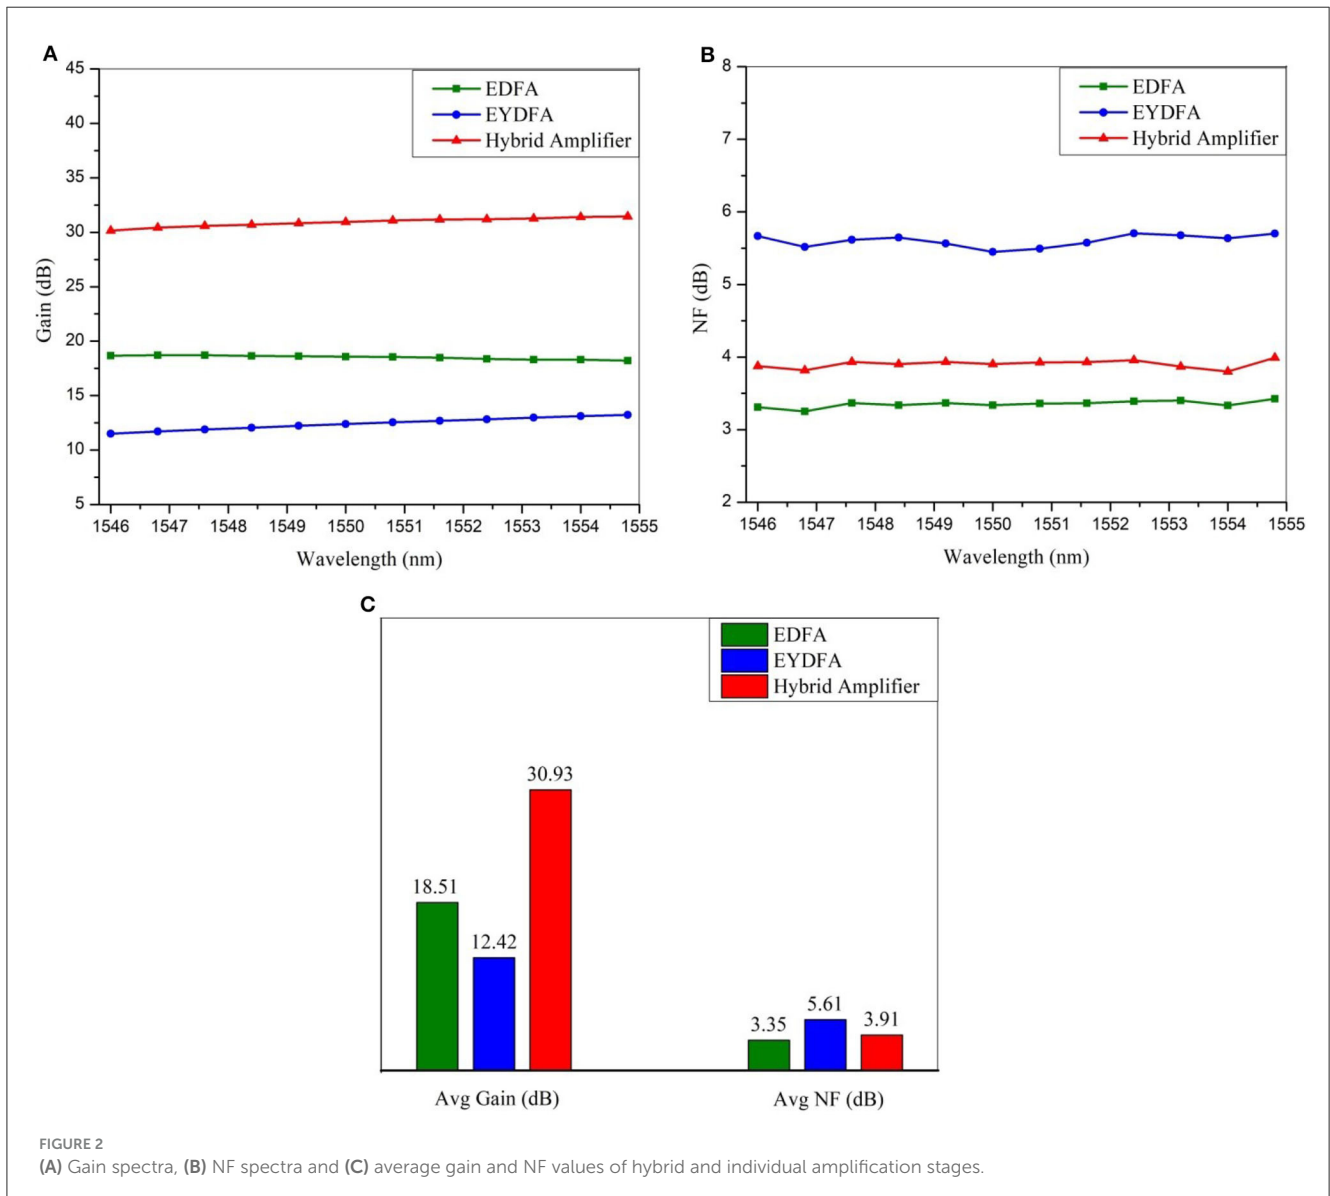 A
45
40
35
30
25
20
15
10
5
Gain (dB)
EDFA
EYDFA
Hybrid Amplifier
1546 1547 1548 1549 1550 1551 1552 1553 1554 1555
Wavelength (nm)
B
8
7
6
5
4
3
2
NF (dB)
EDFA
EYDFA
Hybrid Amplifier
1546 1547 1548 1549 1550 1551 1552 1553 1554 1555
Wavelength (nm)
C
EDFA
EYDFA
Hybrid Amplifier
30.93
18.51
12.42
5.61
3.35
3.91
Avg Gain (dB) Avg NF (dB)
FIGURE 2
(A) Gain spectra, (B) NF spectra and (C) average gain and NF values of hybrid and individual amplification stages.